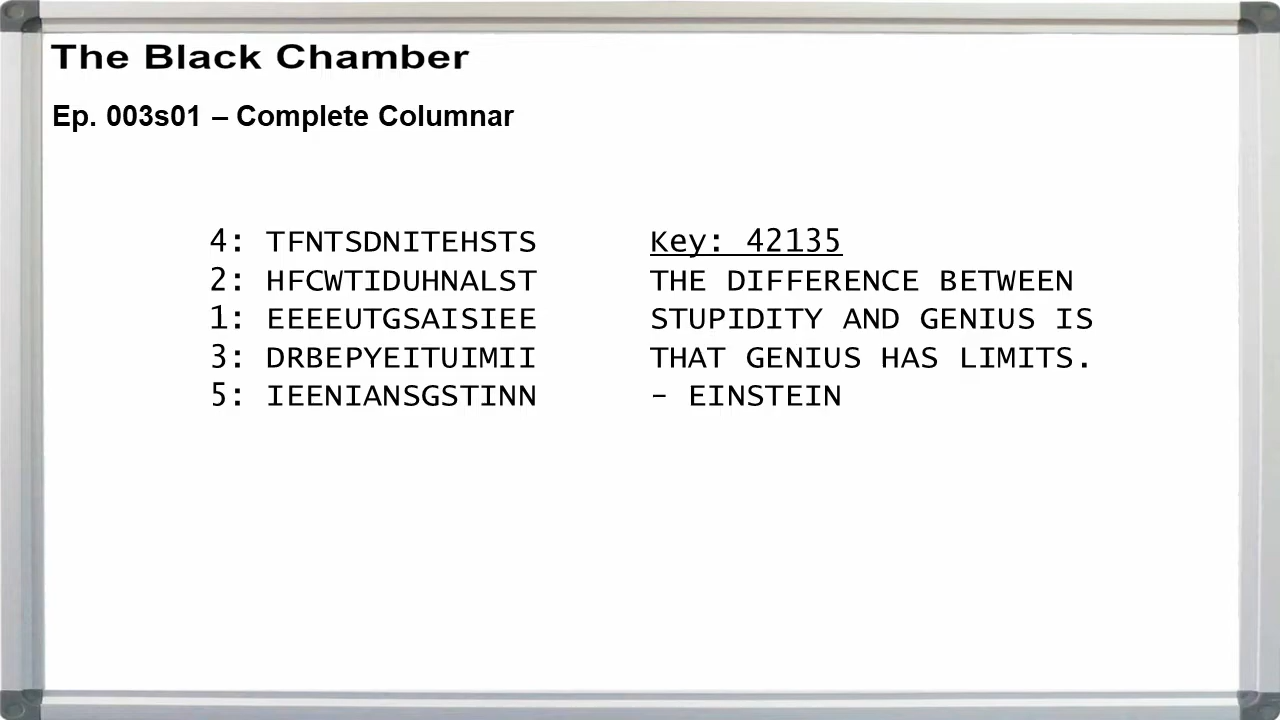 The Black Chamber
Ep. 003s01 – Complete Columnar
4: TFNTSDNITEHSTS
2: HFCWTIDUHNALST
1: EEEEUTGSAISIEE
3: DRBEPYEITUIMII
5: IEENIANSGSTINN
Key: 42135
THE DIFFERENCE BETWEEN
STUPIDITY AND GENIUS IS
THAT GENIUS HAS LIMITS.
– EINSTEIN